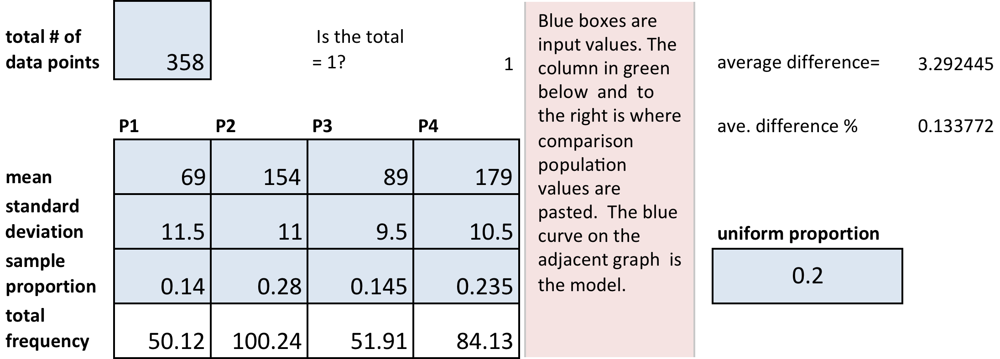 total # of
data points
358
Is the total
= 1?
1
P1 P2 P3 P4
mean 69 154 89 179
standard
deviation 11.5 11 9.5 10.5
sample
proportion 0.14 0.28 0.145 0.235
total
frequency 50.12 100.24 51.91 84.13
Blue boxes are
input values. The
column in green
below and to
the right is where
comparison
population
values are
pasted. The blue
curve on the
adjacent graph is
the model.
average difference= 3.292445
ave. difference % 0.133772
uniform proportion
0.2